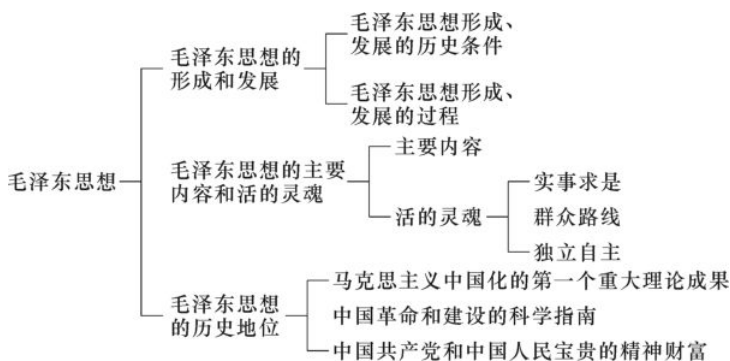 毛泽东思想
毛泽东思想的
形成和发展
毛泽东思想形成、
发展的历史条件
毛泽东思想形成、
发展的过程
毛泽东思想的主要
内容和活的灵魂
主要内容
活的灵魂
实事求是
群众路线
独立自主
毛泽东思想
的历史地位
马克思主义中国化的第一个重大理论成果
中国革命和建设的科学指南
中国共产党和中国人民宝贵的精神财富